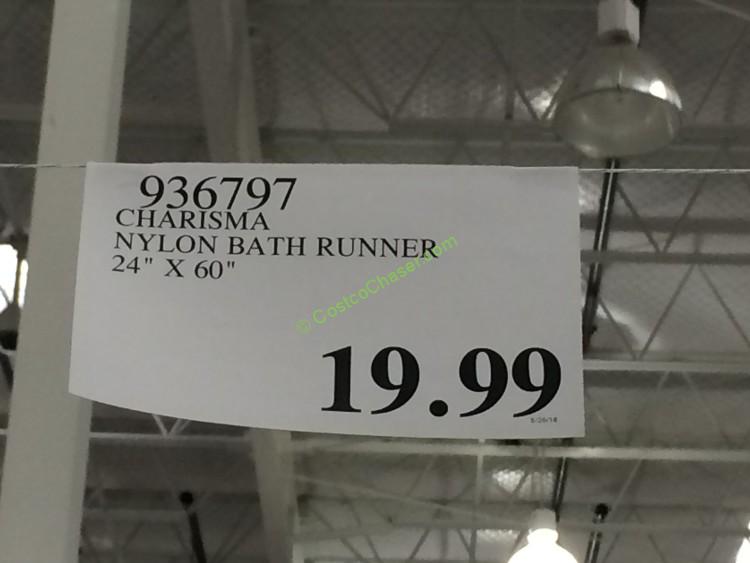 936797
CHARISMA
NYLON BATH RUNNER
24" X 60"
© CostcoChaser.com
19.99